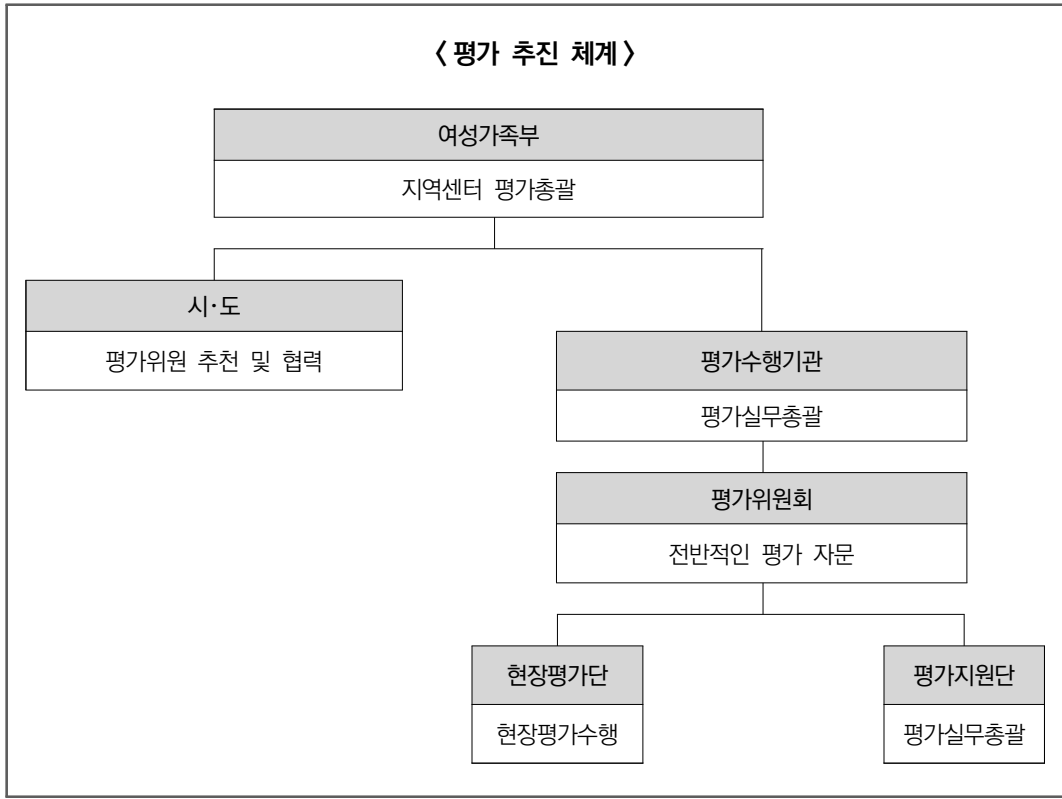 〈 평가 추진 체계 〉
여성가족부
지역센터 평가총괄
시·도
평가위원 추천 및 협력
평가수행기관
평가실무총괄
평가위원회
전반적인 평가 자문
현장평가단
현장평가수행
평가지원단
평가실무총괄